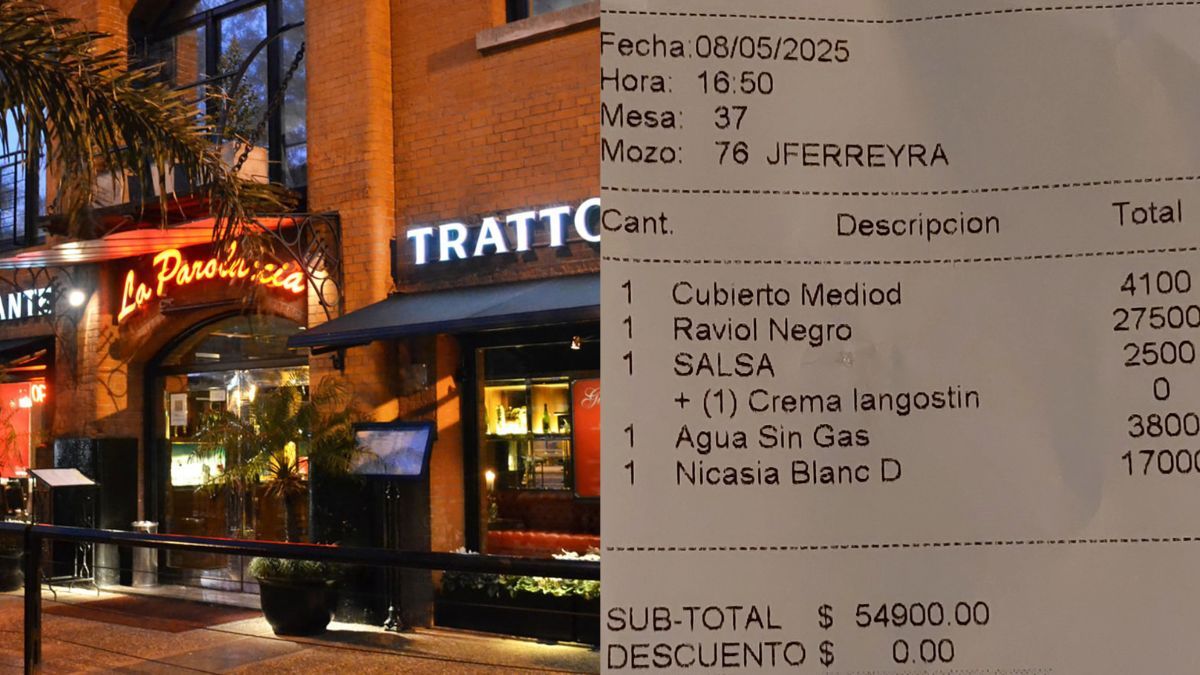 ANTE
La Parolaccia
TRATTO
Fecha:08/05/2025
Hora: 16:50
Mesa: 37
Mozo: 76 JFERREYRA
Cant. Descripcion Total
1 Cubierto Mediod 4100
1 Raviol Negro 27500
1 SALSA 2500
+ (1) Crema langostin 0
1 Agua Sin Gas 3800
1 Nicasia Blanc D 17000
SUB-TOTAL $ 54900.00
DESCUENTO $ 0.00